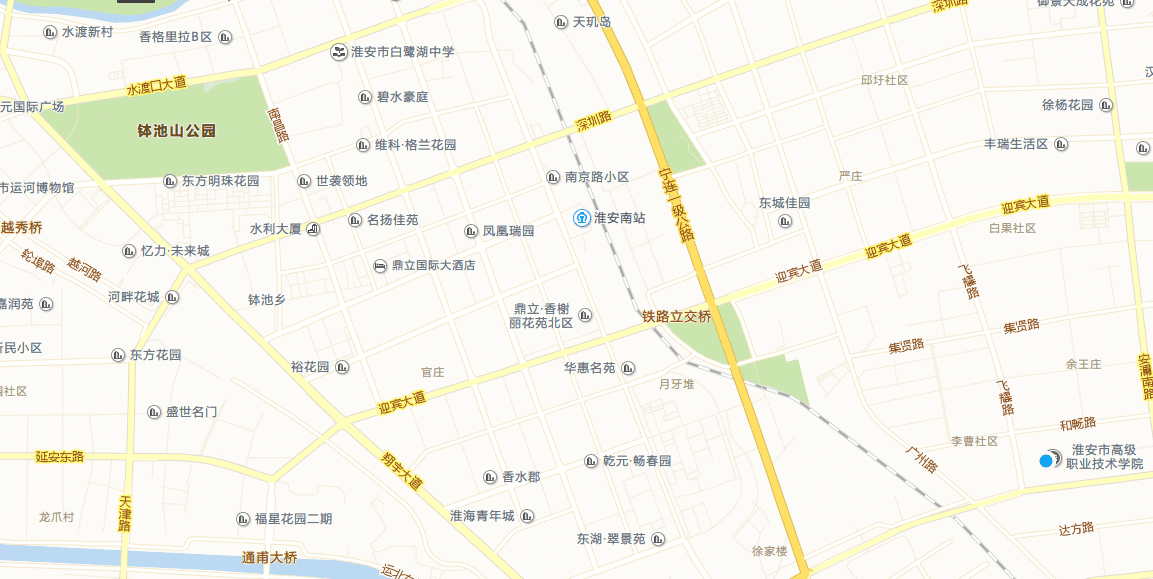 天玑岛
深圳路
御景天成花苑
水渡新村
香格里拉B区
淮安市白鹭湖中学
邱圩社区
水渡口大道
碧水豪庭
元国际广场
徐杨花园
南昌路
深圳路
钵池山公园
维科·格兰花园
丰瑞生活区
市运河博物馆
东方明珠花园
世袭领地
南京路小区
宁连一级公路
严庄
越秀桥
水利大厦
名扬佳苑
凤凰瑞园
淮安南站
东城佳园
迎宾大道
白果社区
轮埠路
越河路
忆力·未来城
鼎立国际大酒店
迎宾大道
迎宾大道
飞耀路
嘉润苑
河畔花城
钵池乡
鼎立·香榭
丽花苑北区
铁路立交桥
集贤路
集贤路
新民小区
东方花园
裕花园
官庄
华惠名苑
月牙堆
余王庄
安澜南路
社区
迎宾大道
飞耀路
盛世名门
和畅路
李曹社区
延安东路
翔宇大道
乾元·畅春园
广州路
淮安市高级
职业技术学院
香水郡
天津路
龙爪村
福星花园二期
淮海青年城
达方路
东湖·翠景苑
徐家楼
通甫大桥
运北